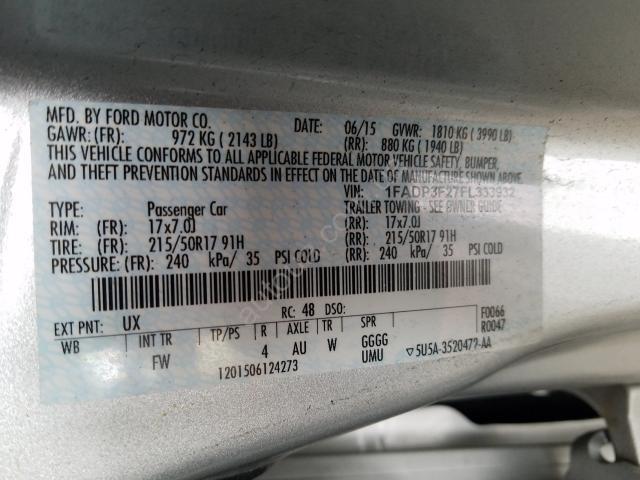 MFD. BY FORD MOTOR CO.
DATE: 06/15 GVWR: 1810 KG ( 3990 LB)
GAWR: (FR): 972 KG ( 2143 LB) (RR): 880 KG ( 1940 LB)
THIS VEHICLE CONFORMS TO ALL APPLICABLE FEDERAL MOTOR VEHICLE SAFETY, BUMPER,
AND THEFT PREVENTION STANDARDS IN EFFECT ON THE DATE OF MANUFACTURE SHOWN ABOVE.
VIN: 1FADP3F27FL333932
TYPE: Passenger Car TRAILER TOWING - SEE OWNER GUIDE
RIM: (FR): 17x7.0J (RR): 17x7.0J
TIRE: (FR): 215/50R17 91H (RR): 215/50R17 91H
PRESSURE: (FR): 240 kPa/ 35 PSI COLD (RR): 240 kPa/ 35 PSI COLD
EXT PNT: UX RC: 48 DSO: F0066
WB INT TR TP/PS R AXLE TR SPR R0047
FW 4 AU W GGGG
UMU ▽5U5A-3520472-AA
1201506124273